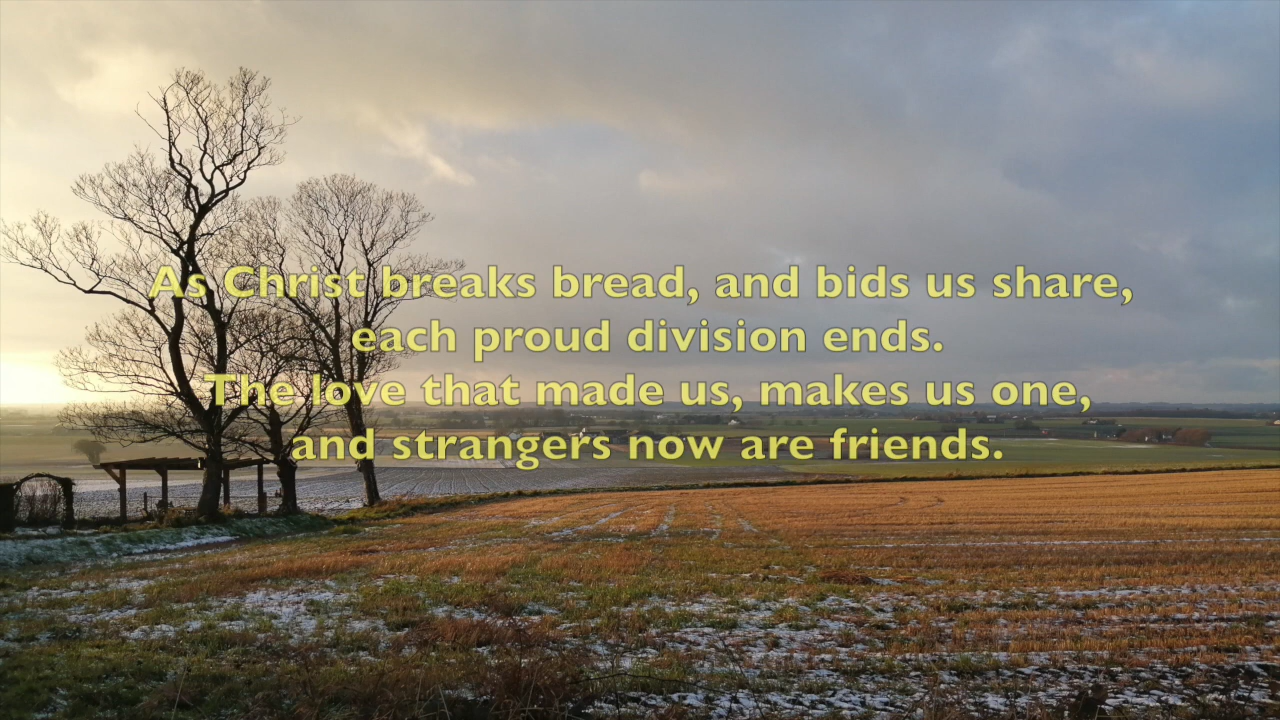 As Christ breaks bread, and bids us share,
each proud division ends.
The love that made us, makes us one,
and strangers now are friends.